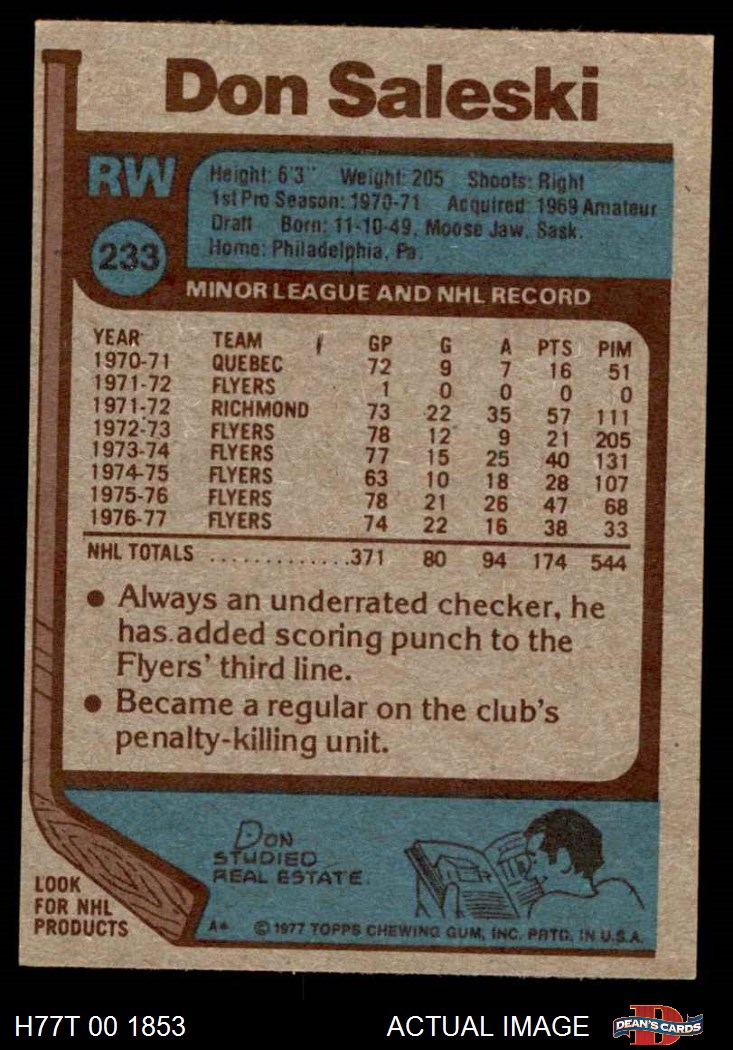 Don Saleski
RW
233
Height: 6'3" Weight: 205 Shoots: Right
1st Pro Season: 1970-71 Acquired: 1969 Amateur
Draft Born: 11-10-49, Moose Jaw, Sask.
Home: Philadelphia, Pa.
MINOR LEAGUE AND NHL RECORD
YEAR TEAM GP G A PTS PIM
1970-71 QUEBEC 72 9 7 16 51
1971-72 FLYERS 1 0 0 0 0
1971-72 RICHMOND 73 22 35 57 111
1972-73 FLYERS 78 12 9 21 205
1973-74 FLYERS 77 15 25 40 131
1974-75 FLYERS 63 10 18 28 107
1975-76 FLYERS 78 21 26 47 68
1976-77 FLYERS 74 22 16 38 33
NHL TOTALS .............371 80 94 174 544
• Always an underrated checker, he
has added scoring punch to the
Flyers' third line.
• Became a regular on the club's
penalty-killing unit.
DON
STUDIED
REAL ESTATE.
LOOK
FOR NHL
PRODUCTS
A* © 1977 TOPPS CHEWING GUM, INC. PRTD. IN U.S.A.
H77T 00 1853 ACTUAL IMAGE
DEAN'S CARDS